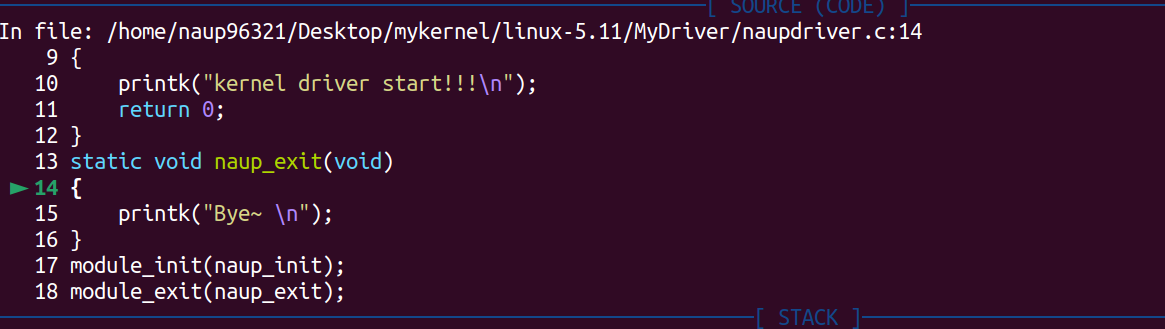 [ SOURCE (CODE) ]
In file: /home/naup96321/Desktop/mykernel/linux-5.11/MyDriver/naupdriver.c:14
    9 {
   10     printk("kernel driver start!!!\n");
   11     return 0;
   12 }
   13 static void naup_exit(void)
 ► 14 {
   15     printk("Bye~ \n");
   16 }
   17 module_init(naup_init);
   18 module_exit(naup_exit);
[ STACK ]